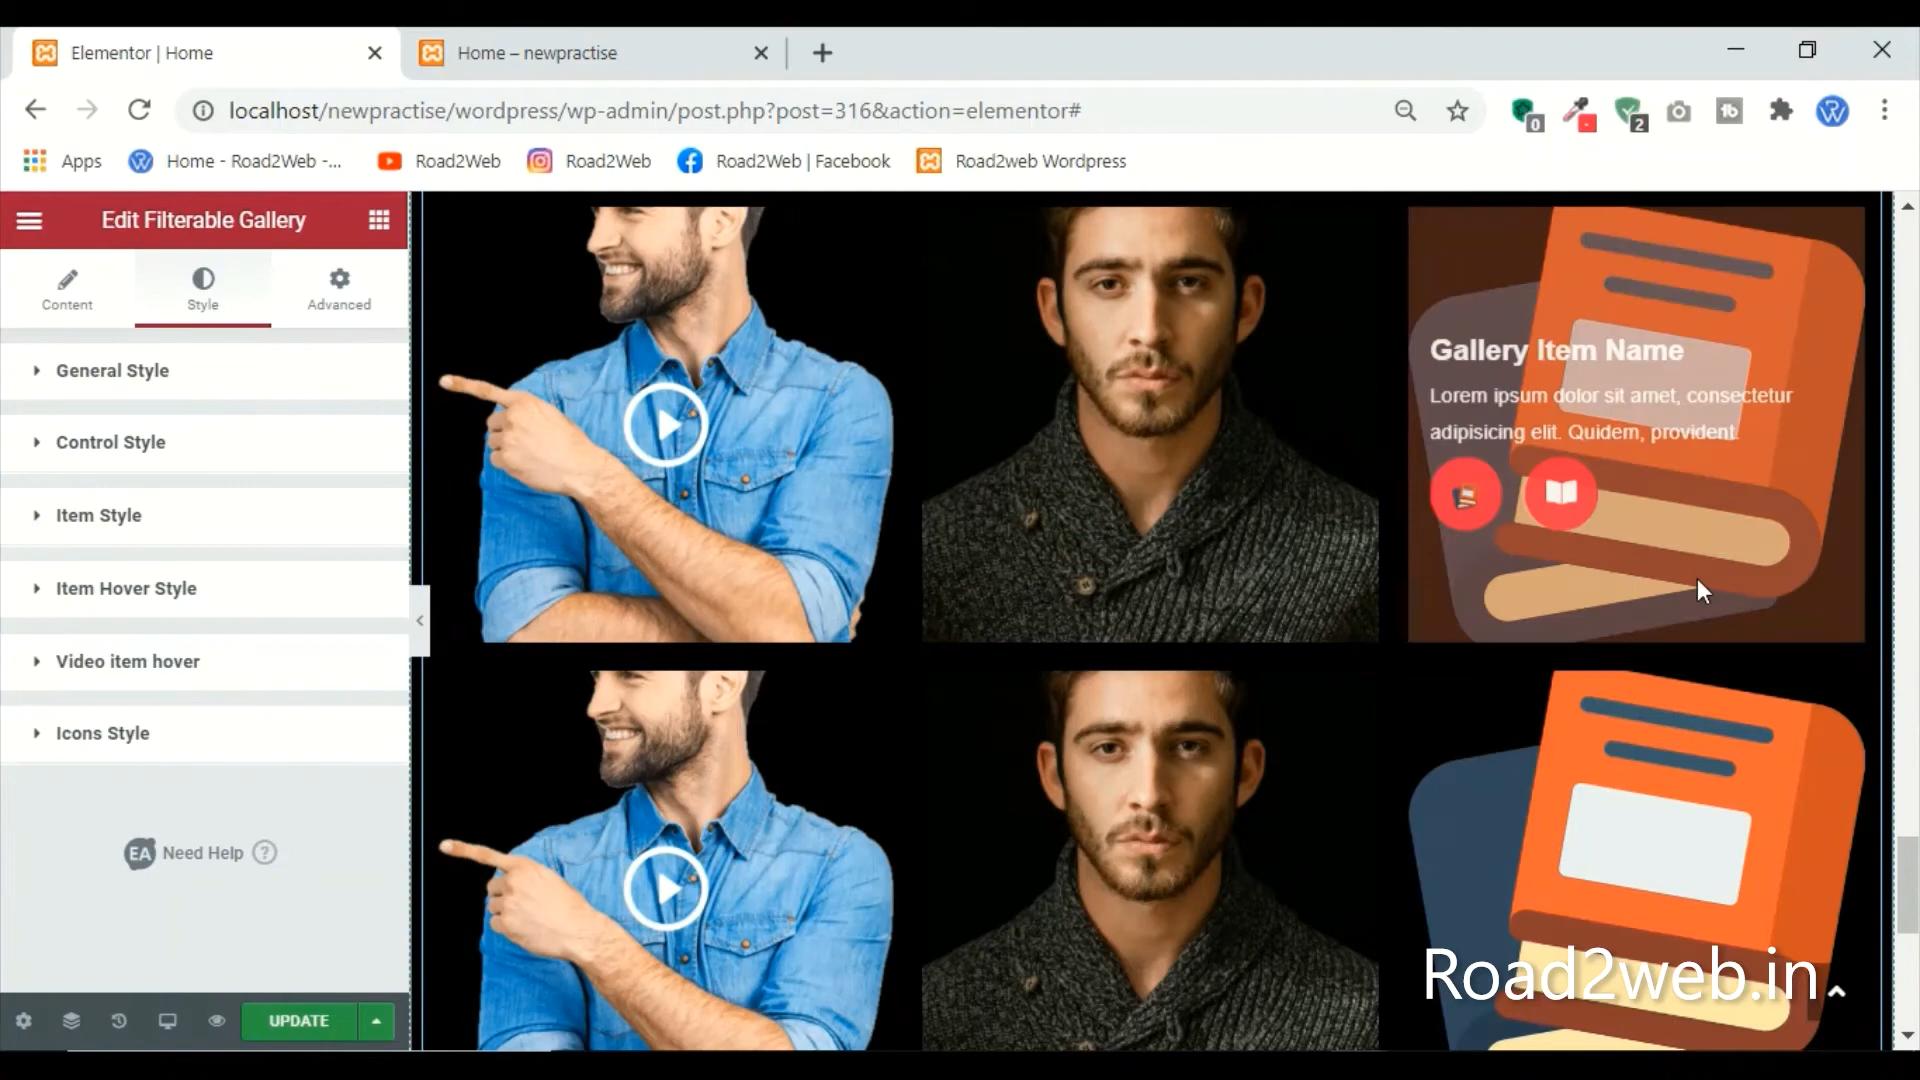 Elementor | Home
Home – newpractise
localhost/newpractise/wordpress/wp-admin/post.php?post=316&action=elementor#
0
2
Apps
Home - Road2Web -...
Road2Web
Road2Web
Road2Web | Facebook
Road2web Wordpress
Edit Filterable Gallery
Content
Style
Advanced
General Style
Control Style
Item Style
Item Hover Style
Video item hover
Icons Style
EA Need Help ?
UPDATE
Gallery Item Name
Lorem ipsum dolor sit amet, consectetur
adipisicing elit. Quidem, provident.
Road2web.in